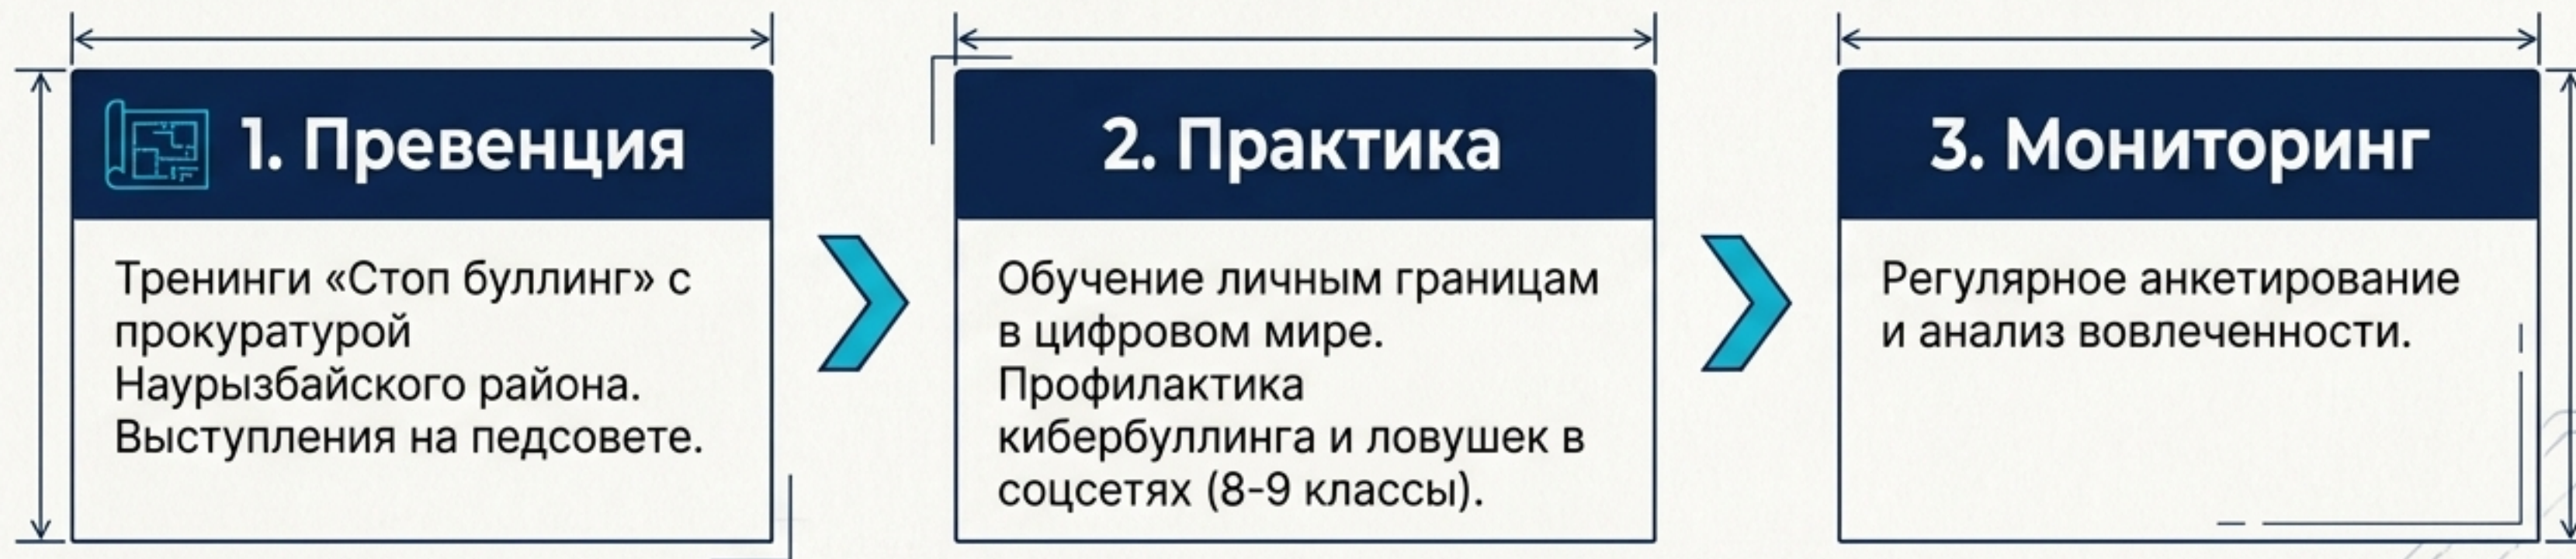 1. Превенция
Тренинги «Стоп буллинг» с
прокуратурой
Наурызбайского района.
Выступления на педсовете.
2. Практика
Обучение личным границам
в цифровом мире.
Профилактика
кибербуллинга и ловушек в
соцсетях (8-9 классы).
3. Мониторинг
Регулярное анкетирование
и анализ вовлеченности.